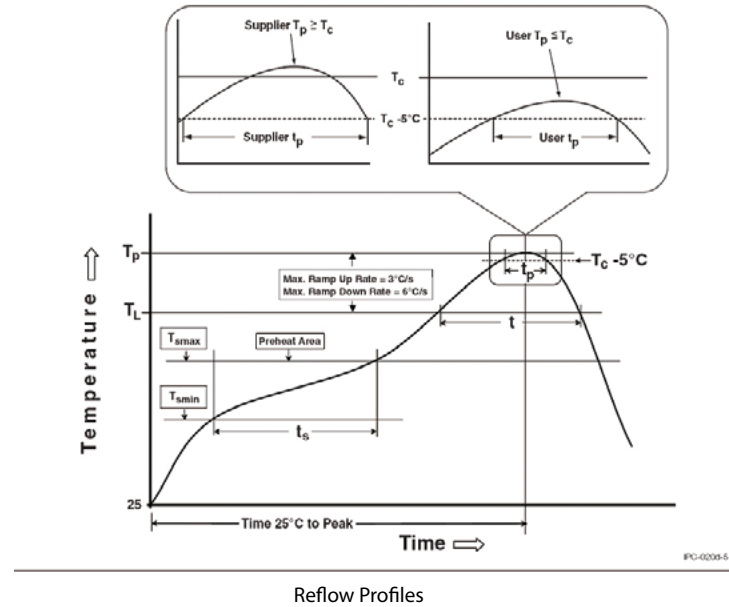 Supplier Tp ≥ Tc
User Tp ≤ Tc
Tc
Tc -5°C
Supplier tp
User tp
Tp
Max. Ramp Up Rate = 3°C/s
Max. Ramp Down Rate = 6°C/s
Tc -5°C
tp
TL
t
Tsmax
Preheat Area
Tsmin
ts
Temperature
25
Time 25°C to Peak
Time
IPC-020d-5
Reflow Profiles